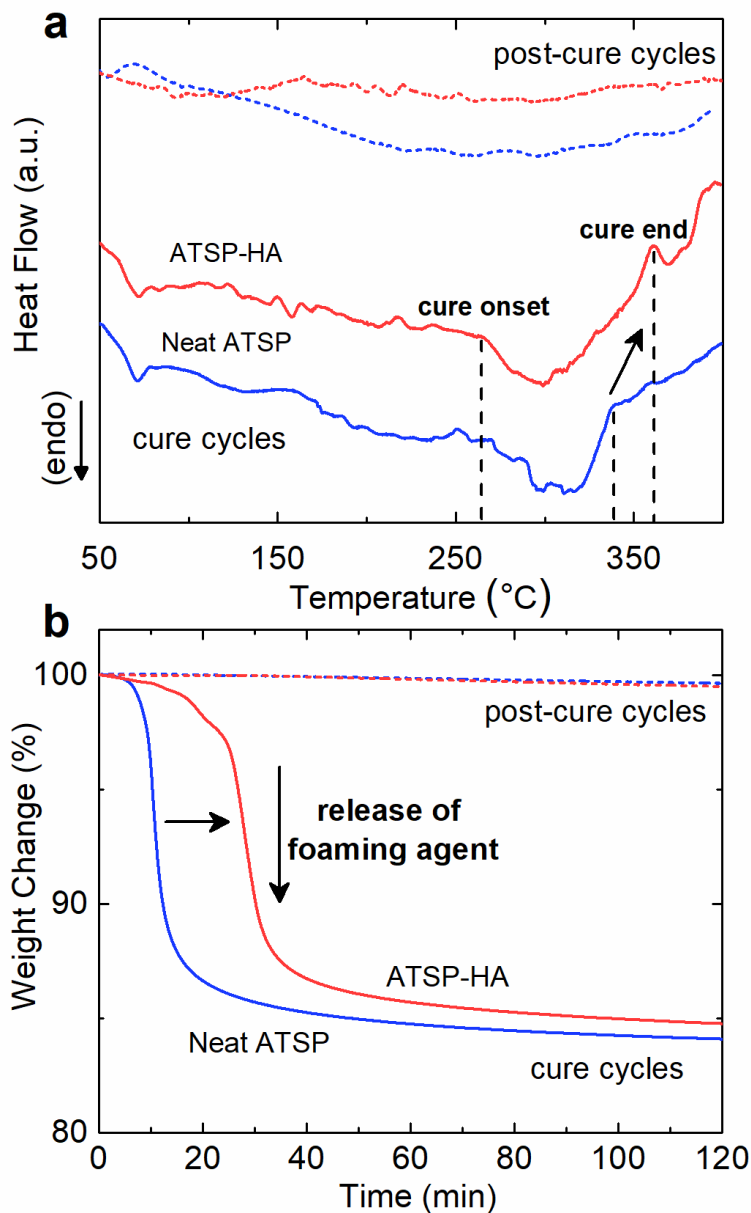 a
post-cure cycles
Heat Flow (a.u.)
(endo)
ATSP-HA
cure end
cure onset
Neat ATSP
cure cycles
50 150 250 350
Temperature (°C)
b
100
90
80
Weight Change (%)
post-cure cycles
release of
foaming agent
ATSP-HA
Neat ATSP
cure cycles
0 20 40 60 80 100 120
Time (min)